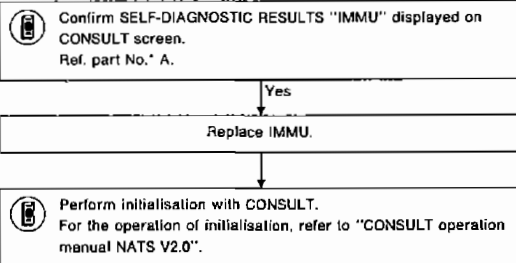 Confirm SELF-DIAGNOSTIC RESULTS "IMMU" displayed on
CONSULT screen.
Ref. part No.* A.
Yes
Replace IMMU.
Perform initialisation with CONSULT.
For the operation of initialisation, refer to "CONSULT operation
manual NATS V2.0".